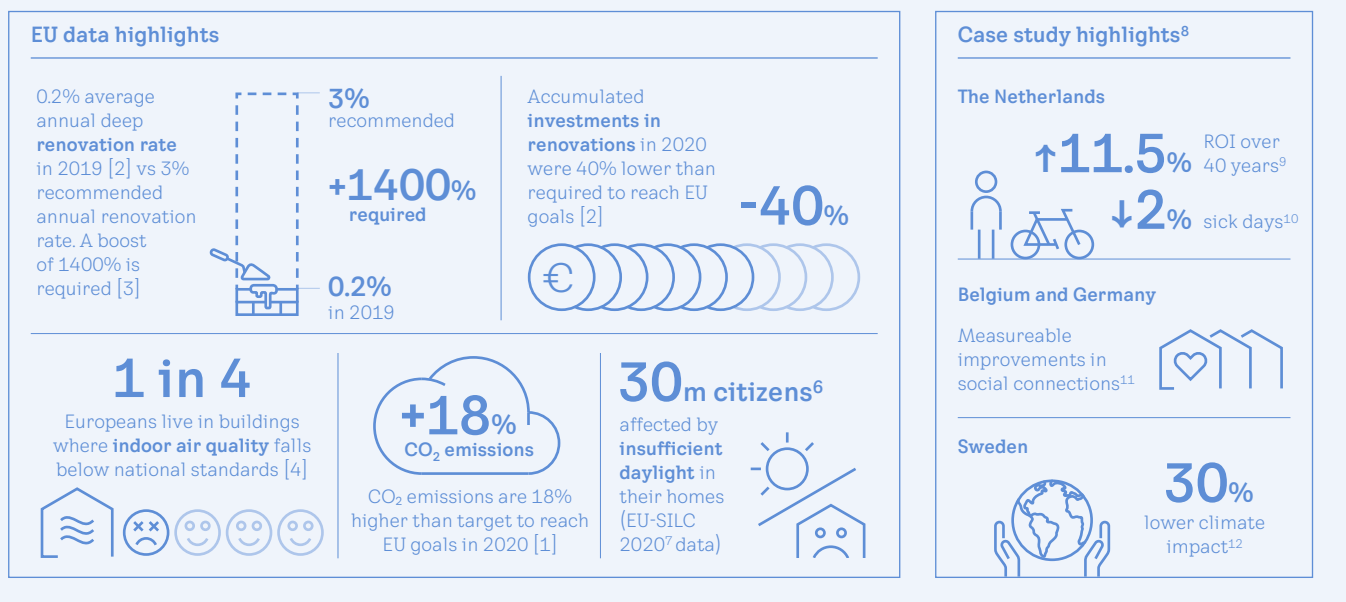 EU data highlights
0.2% average
annual deep
renovation rate
in 2019 [2] vs 3%
recommended
annual renovation
rate. A boost
of 1400% is
required [3]
3%
recommended
+1400%
required
0.2%
in 2019
Accumulated
investments in
renovations in 2020
were 40% lower than
required to reach EU
goals [2]
-40%
€
1 in 4
Europeans live in buildings
where indoor air quality falls
below national standards [4]
+18%
CO₂ emissions
CO₂ emissions are 18%
higher than target to reach
EU goals in 2020 [1]
30m citizens⁶
affected by
insufficient
daylight in
their homes
(EU-SILC
2020⁷ data)
Case study highlights⁸
The Netherlands
↑11.5% ROI over
40 years⁹
↓2% sick days¹⁰
Belgium and Germany
Measureable
improvements in
social connections¹¹
Sweden
30%
lower climate
impact¹²